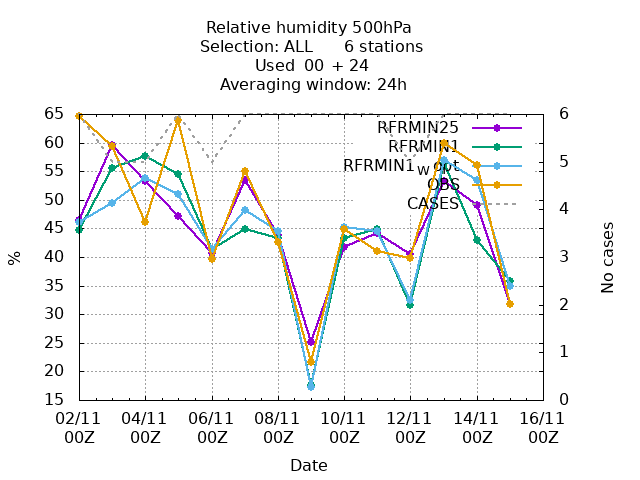 Relative humidity 500hPa
Selection: ALL 6 stations
Used 00 + 24
Averaging window: 24h
65 6
RFRMIN25
60
RFRMIN1
RFRMIN1_w_opt
55 5
OBS
50
CASES
4
45
% 40 3 No cases
35
30 2
25
1
20
15 0
02/11 04/11 06/11 08/11 10/11 12/11 14/11 16/11
00Z 00Z 00Z 00Z 00Z 00Z 00Z 00Z
Date